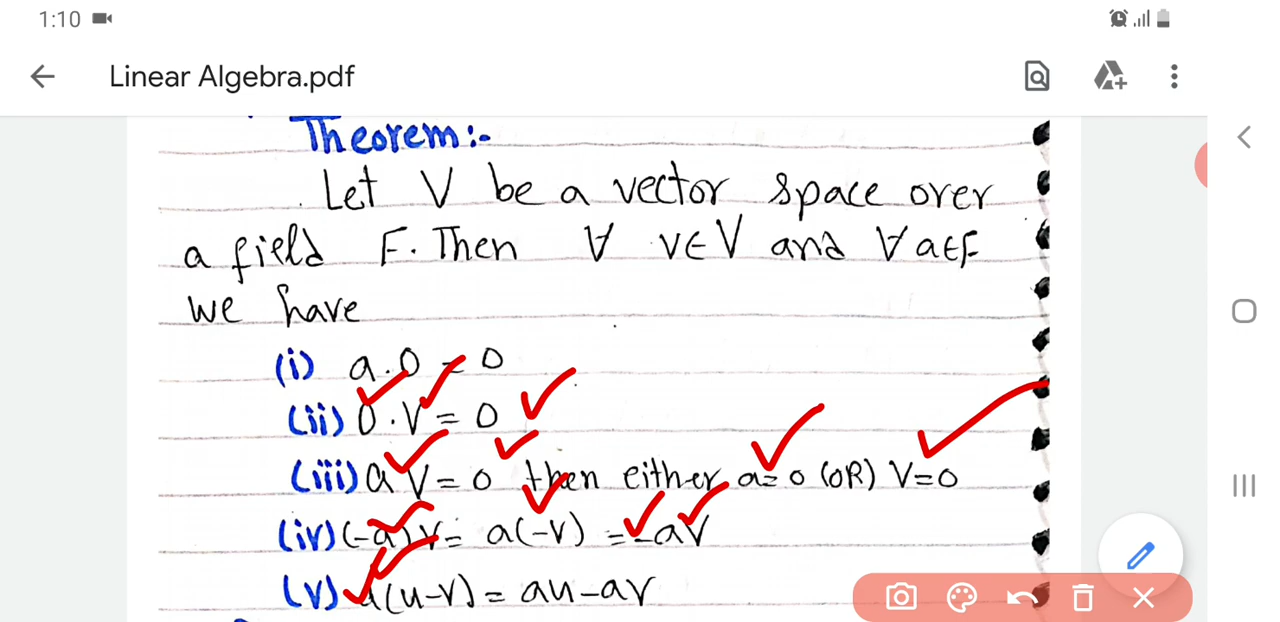 1:10
Linear Algebra.pdf
Theorem:-
Let V be a vector space over
a field F. Then ∀ v∈V and ∀ a∈F
we have
(i) a.0 = 0
(ii) 0.V = 0
(iii) aV = 0 then either a=0 (OR) V=0
(iv) (-a)V = a(-V) = -aV
(V) a(u-V) = au-av